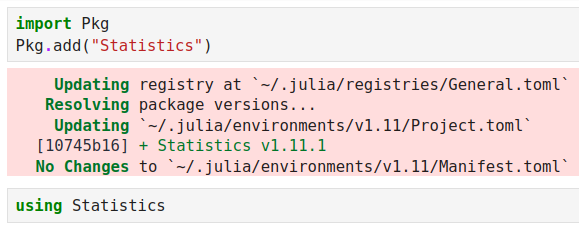 import Pkg
Pkg.add("Statistics")
Updating registry at `~/.julia/registries/General.toml`
Resolving package versions...
Updating `~/.julia/environments/v1.11/Project.toml`
[10745b16] + Statistics v1.11.1
No Changes to `~/.julia/environments/v1.11/Manifest.toml`
using Statistics